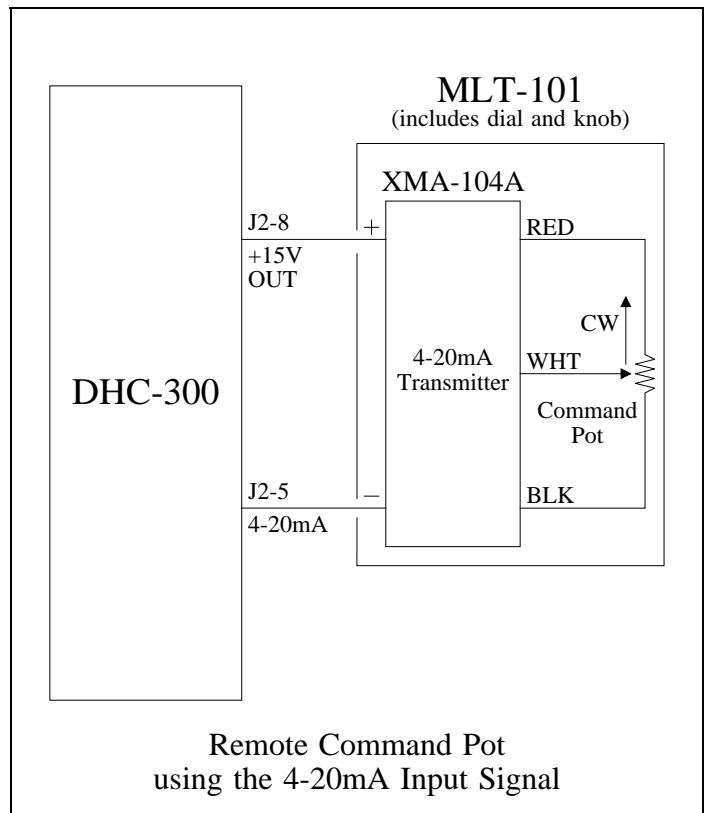 MLT-101
(includes dial and knob)
XMA-104A
J2-8
+
RED
+15V
OUT
CW
DHC-300
4-20mA
Transmitter
WHT
Command
Pot
J2-5
−
BLK
4-20mA
Remote Command Pot
using the 4-20mA Input Signal